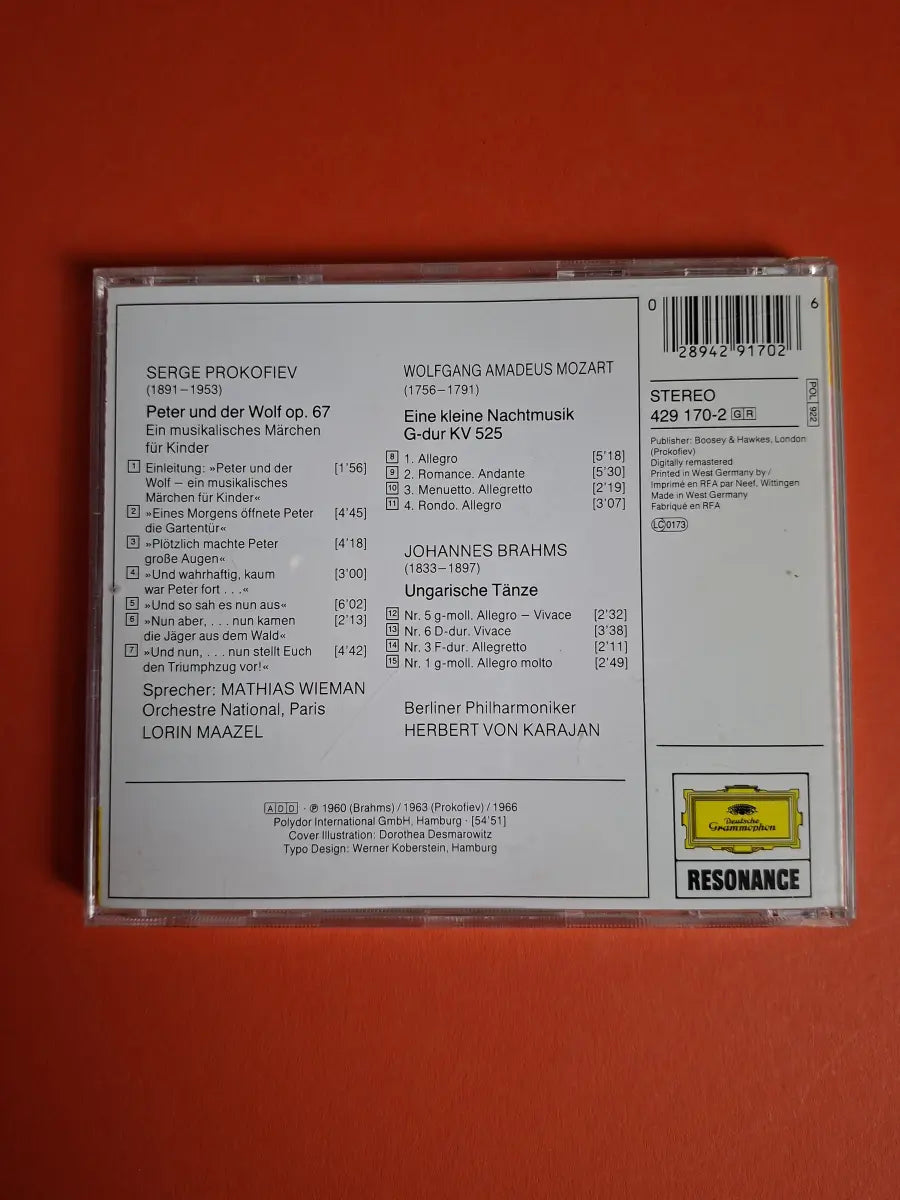 SERGE PROKOFIEV
(1891–1953)
Peter und der Wolf op. 67
Ein musikalisches Märchen
für Kinder
1 Einleitung: »Peter und der [1'56]
Wolf – ein musikalisches
Märchen für Kinder«
2 »Eines Morgens öffnete Peter [4'45]
die Gartentür«
3 »Plötzlich machte Peter [4'18]
große Augen«
4 »Und wahrhaftig, kaum [3'00]
war Peter fort . . .«
5 »Und so sah es nun aus« [6'02]
6 »Nun aber, . . . nun kamen [2'13]
die Jäger aus dem Wald«
7 »Und nun, . . . nun stellt Euch [4'42]
den Triumphzug vor!«
Sprecher: MATHIAS WIEMAN
Orchestre National, Paris
LORIN MAAZEL
WOLFGANG AMADEUS MOZART
(1756–1791)
Eine kleine Nachtmusik
G-dur KV 525
8 1. Allegro [5'18]
9 2. Romance. Andante [5'30]
10 3. Menuetto. Allegretto [2'19]
11 4. Rondo. Allegro [3'07]
JOHANNES BRAHMS
(1833–1897)
Ungarische Tänze
12 Nr. 5 g-moll. Allegro – Vivace [2'32]
13 Nr. 6 D-dur. Vivace [3'38]
14 Nr. 3 F-dur. Allegretto [2'11]
15 Nr. 1 g-moll. Allegro molto [2'49]
Berliner Philharmoniker
HERBERT VON KARAJAN
ADD · ℗ 1960 (Brahms) / 1963 (Prokofiev) / 1966
Polydor International GmbH, Hamburg · [54'51]
Cover Illustration: Dorothea Desmarowitz
Typo Design: Werner Koberstein, Hamburg
0 28942 91702 6
STEREO
429 170-2 GR
POL 922
Publisher: Boosey & Hawkes, London
(Prokofiev)
Digitally remastered
Printed in West Germany by /
Imprimé en RFA par Neef, Wittingen
Made in West Germany
Fabriqué en RFA
LC 0173
Deutsche
Grammophon
RESONANCE